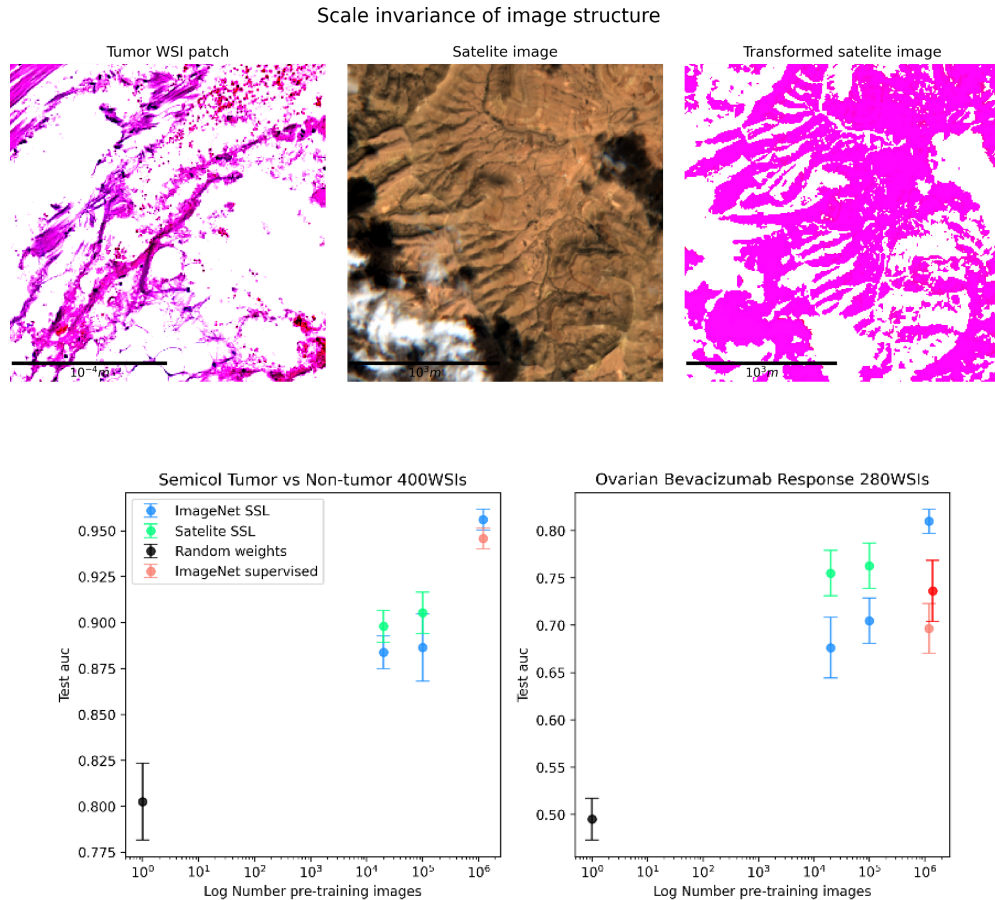 Scale invariance of image structure
Tumor WSI patch
Satelite image
Transformed satelite image
10⁻⁴m
10³m
10³m
Semicol Tumor vs Non-tumor 400WSIs
ImageNet SSL
Satelite SSL
Random weights
ImageNet supervised
Test auc
0.950
0.925
0.900
0.875
0.850
0.825
0.800
0.775
10⁰
10¹
10²
10³
10⁴
10⁵
10⁶
Log Number pre-training images
Ovarian Bevacizumab Response 280WSIs
Test auc
0.80
0.75
0.70
0.65
0.60
0.55
0.50
10⁰
10¹
10²
10³
10⁴
10⁵
10⁶
Log Number pre-training images